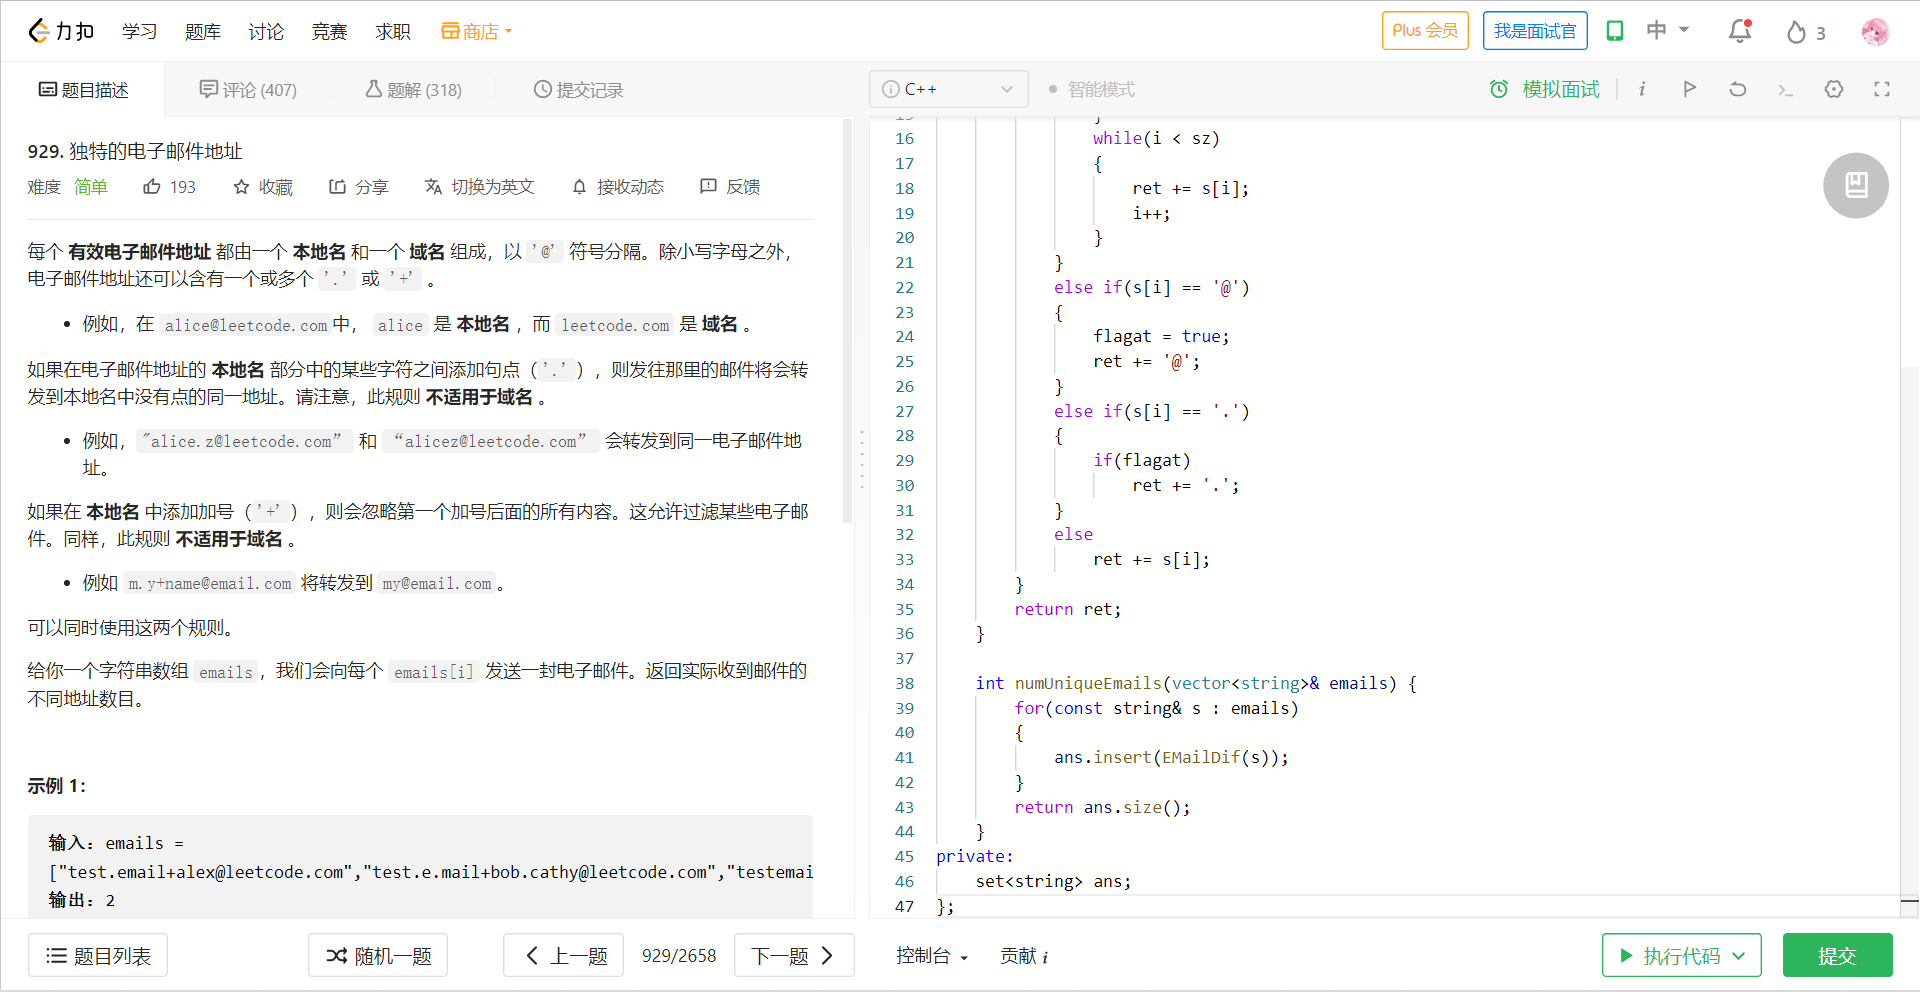 力扣 学习 题库 讨论 竞赛 求职 商店 Plus 会员 我是面试官 中 3
题目描述 评论 (407) 题解 (318) 提交记录
929. 独特的电子邮件地址
难度 简单 193 收藏 分享 切换为英文 接收动态 反馈
每个 有效电子邮件地址 都由一个 本地名 和一个 域名 组成，以 '@' 符号分隔。除小写字母之外，
电子邮件地址还可以含有一个或多个 '.' 或 '+' 。
• 例如，在 alice@leetcode.com中， alice 是 本地名 ，而 leetcode.com 是 域名 。
如果在电子邮件地址的 本地名 部分中的某些字符之间添加句点（'.'），则发往那里的邮件将会转
发到本地名中没有点的同一地址。请注意，此规则 不适用于域名 。
• 例如，"alice.z@leetcode.com” 和 “alicez@leetcode.com” 会转发到同一电子邮件地
址。
如果在 本地名 中添加加号（'+'），则会忽略第一个加号后面的所有内容。这允许过滤某些电子邮
件。同样，此规则 不适用于域名 。
• 例如 m.y+name@email.com 将转发到 my@email.com。
可以同时使用这两个规则。
给你一个字符串数组 emails，我们会向每个 emails[i] 发送一封电子邮件。返回实际收到邮件的
不同地址数目。
示例 1：
输入：emails =
["test.email+alex@leetcode.com","test.e.mail+bob.cathy@leetcode.com","testemai
输出：2
题目列表 随机一题 上一题 929/2658 下一题
C++ 智能模式 模拟面试
15 }
16 while(i < sz)
17 {
18 ret += s[i];
19 i++;
20 }
21 }
22 else if(s[i] == '@')
23 {
24 flagat = true;
25 ret += '@';
26 }
27 else if(s[i] == '.')
28 {
29 if(flagat)
30 ret += '.';
31 }
32 else
33 ret += s[i];
34 }
35 return ret;
36 }
37
38 int numUniqueEmails(vector<string>& emails) {
39 for(const string& s : emails)
40 {
41 ans.insert(EMailDif(s));
42 }
43 return ans.size();
44 }
45 private:
46 set<string> ans;
47 };
控制台 贡献 i 执行代码 提交